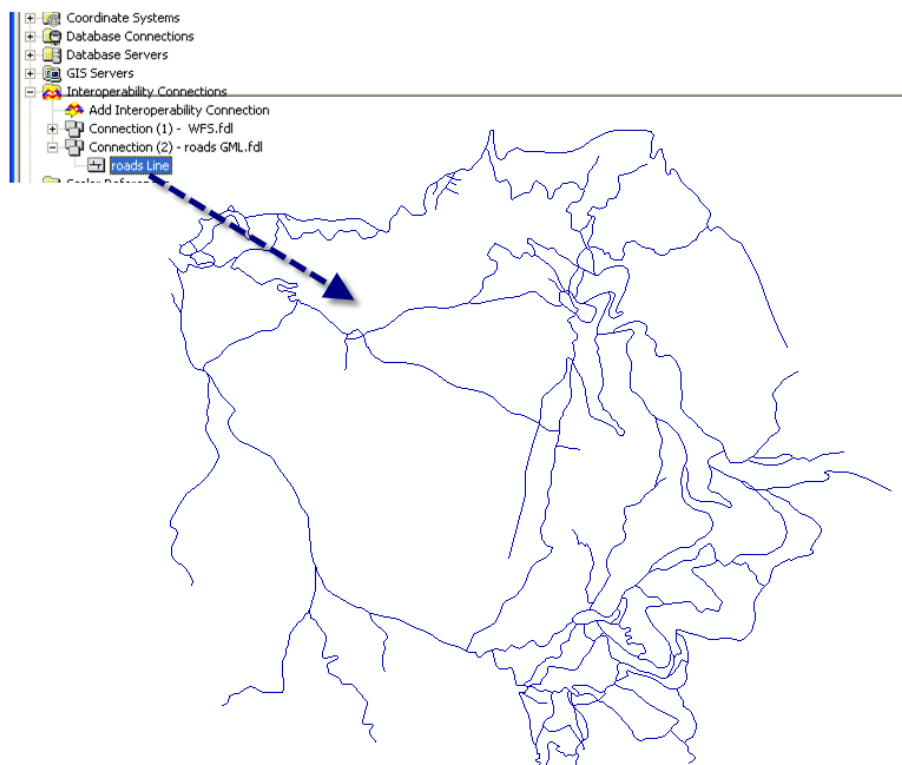 Coordinate Systems
Database Connections
Database Servers
GIS Servers
Interoperability Connections
Add Interoperability Connection
Connection (1) - WFS.fdl
Connection (2) - roads GML.fdl
roads Line